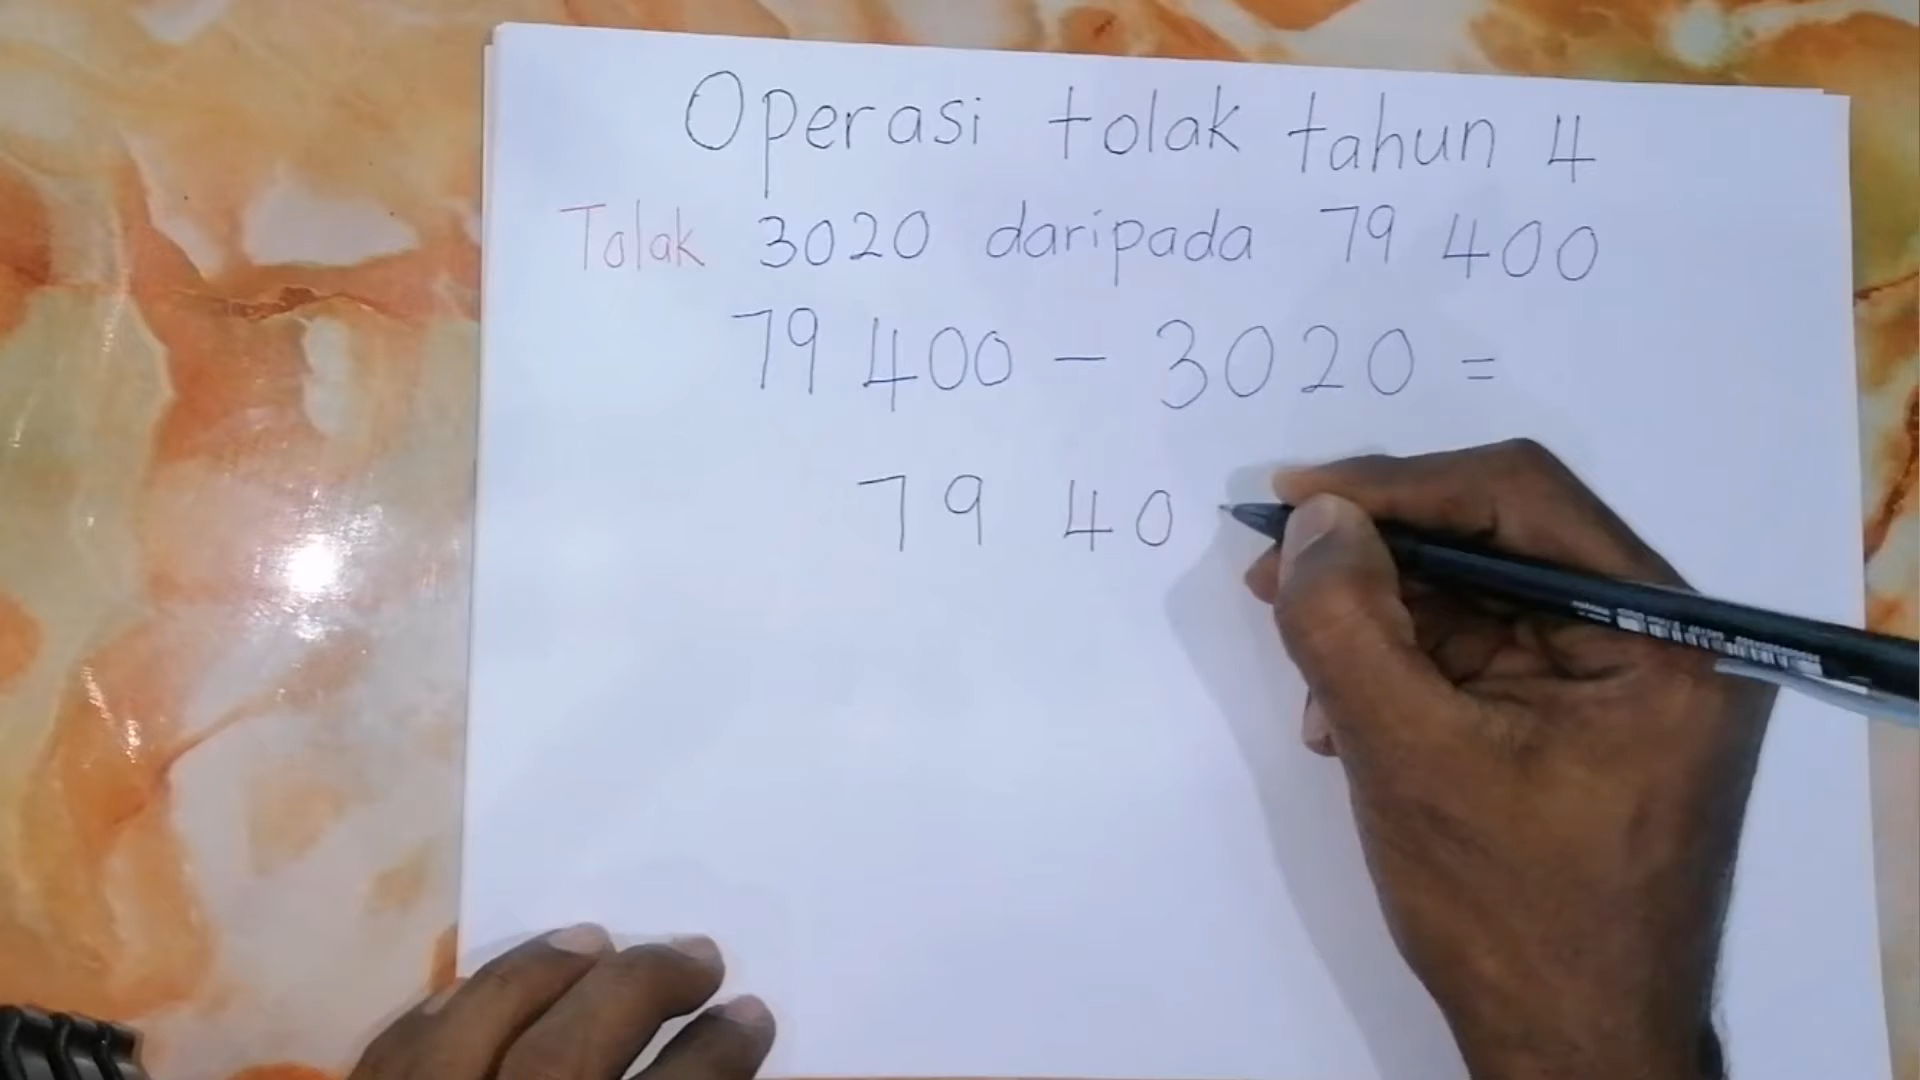 Operasi tolak tahun 4
Tolak 3020 daripada 79 400
79 400 - 3020 =
79 40